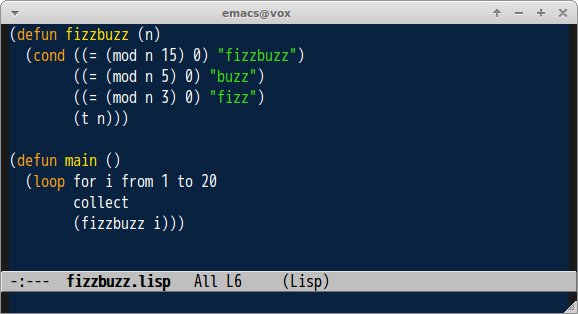 emacs@vox
(defun fizzbuzz (n)
  (cond ((= (mod n 15) 0) "fizzbuzz")
        ((= (mod n 5) 0) "buzz")
        ((= (mod n 3) 0) "fizz")
        (t n)))

(defun main ()
  (loop for i from 1 to 20
        collect
        (fizzbuzz i)))
-:---  fizzbuzz.lisp   All L6     (Lisp)